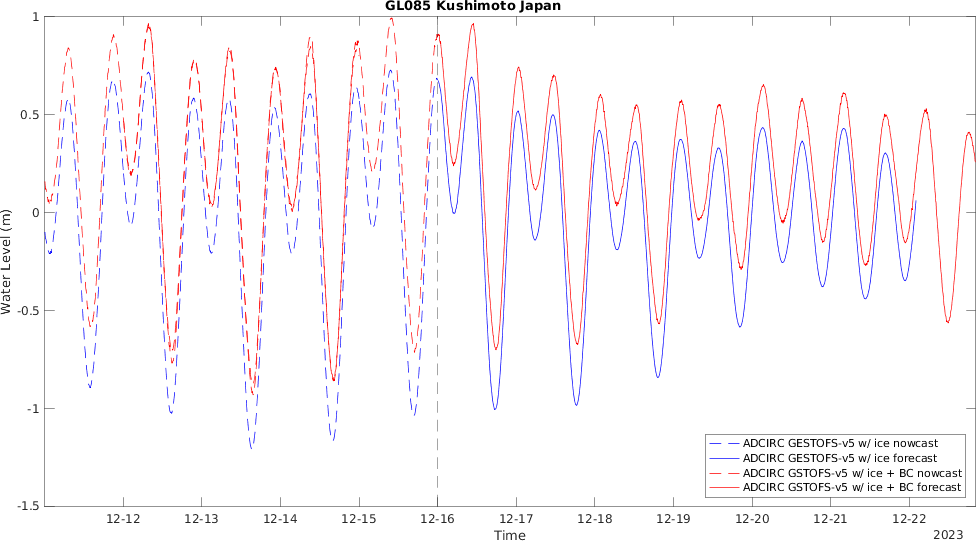 GL085 Kushimoto Japan
1
0.5
0
-0.5
-1
-1.5
Water Level (m)
ADCIRC GESTOFS-v5 w/ ice nowcast
ADCIRC GESTOFS-v5 w/ ice forecast
ADCIRC GSTOFS-v5 w/ ice + BC nowcast
ADCIRC GSTOFS-v5 w/ ice + BC forecast
12-12 12-13 12-14 12-15 12-16 12-17 12-18 12-19 12-20 12-21 12-22
Time
2023